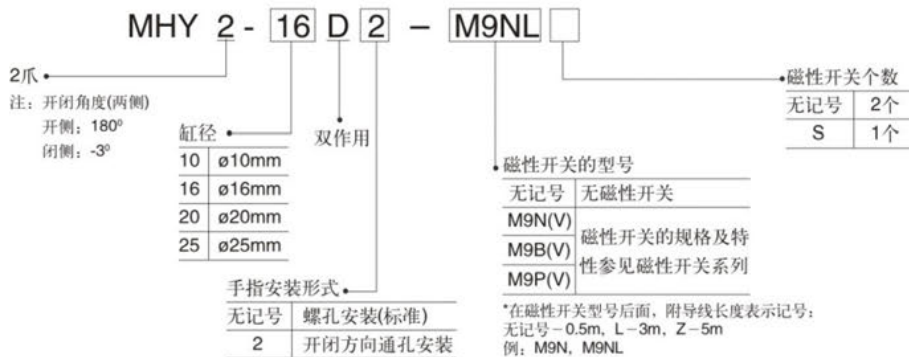 MHY 2 - 16 D 2 - M9NL
2爪
注：开闭角度(两侧)
开侧：180°
闭侧：-3°
缸径
10 ø10mm
16 ø16mm
20 ø20mm
25 ø25mm
双作用
手指安装形式
无记号 螺孔安装(标准)
2 开闭方向通孔安装
磁性开关的型号
无记号 无磁性开关
M9N(V)
M9B(V)
M9P(V)
磁性开关的规格及特
性参见磁性开关系列
*在磁性开关型号后面，附导线长度表示记号：
无记号－0.5m，L－3m，Z－5m
例：M9N，M9NL
磁性开关个数
无记号 2个
S 1个